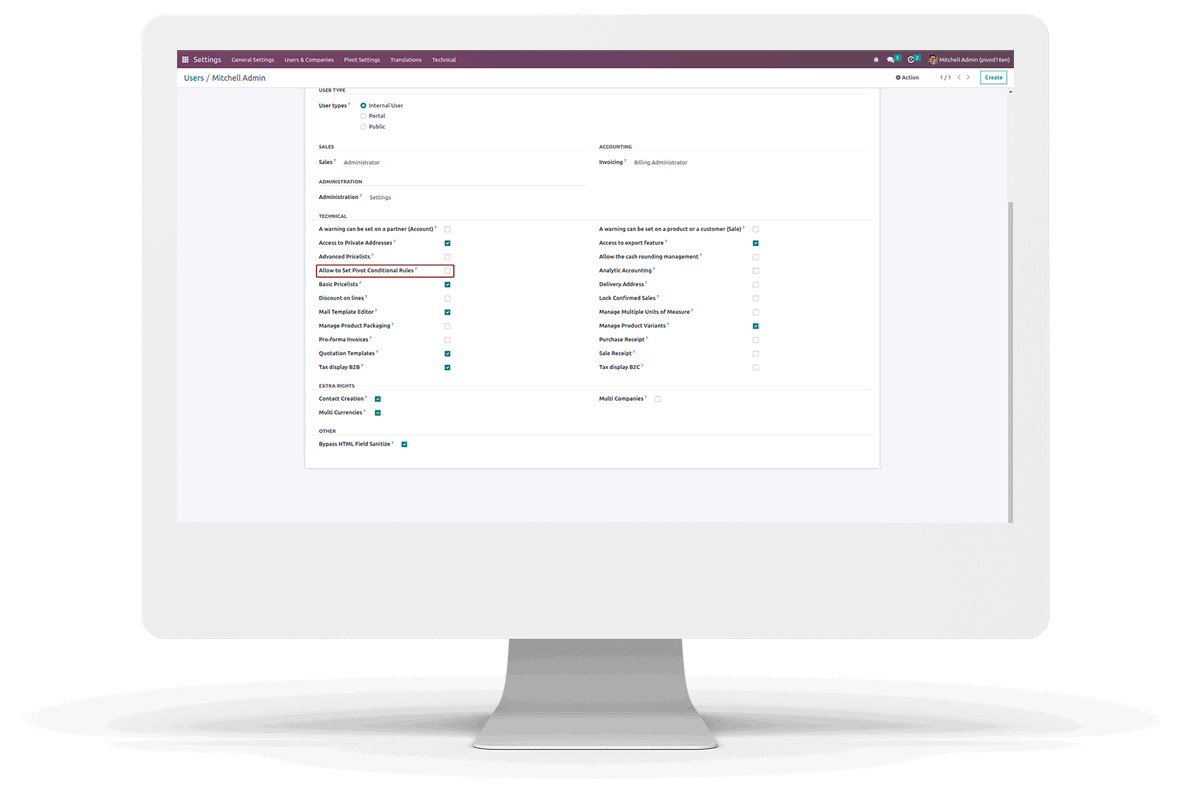 Settings General Settings Users & Companies Pivot Settings Translations Technical 5 2 Mitchell Admin (pivod16en)
Users / Mitchell Admin Action 1 / 1 Create
USER TYPE
User types ? Internal User
Portal
Public
SALES ACCOUNTING
Sales ? Administrator Invoicing ? Billing Administrator
ADMINISTRATION
Administration ? Settings
TECHNICAL
A warning can be set on a partner (Account) ? A warning can be set on a product or a customer (Sale) ?
Access to Private Addresses ? Access to export feature ?
Advanced Pricelists ? Allow the cash rounding management ?
Allow to Set Pivot Conditional Rules ? Analytic Accounting ?
Basic Pricelists ? Delivery Address ?
Discount on lines ? Lock Confirmed Sales ?
Mail Template Editor ? Manage Multiple Units of Measure ?
Manage Product Packaging ? Manage Product Variants ?
Pro-forma Invoices ? Purchase Receipt ?
Quotation Templates ? Sale Receipt ?
Tax display B2B ? Tax display B2C ?
EXTRA RIGHTS
Contact Creation ? Multi Companies ?
Multi Currencies ?
OTHER
Bypass HTML Field Sanitize ?